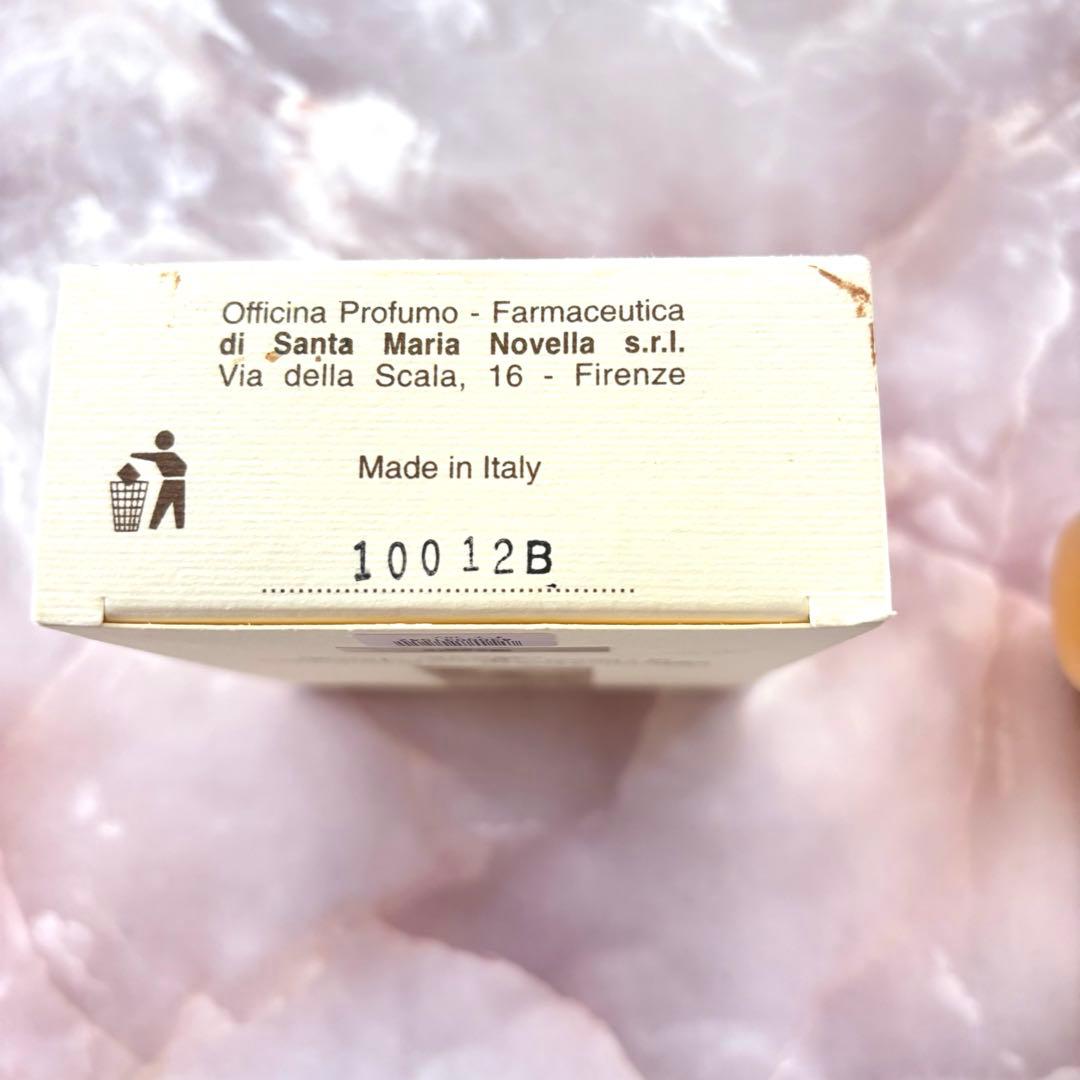 Officina Profumo - Farmaceutica
di Santa Maria Novella s.r.l.
Via della Scala, 16 - Firenze
Made in Italy
10012B